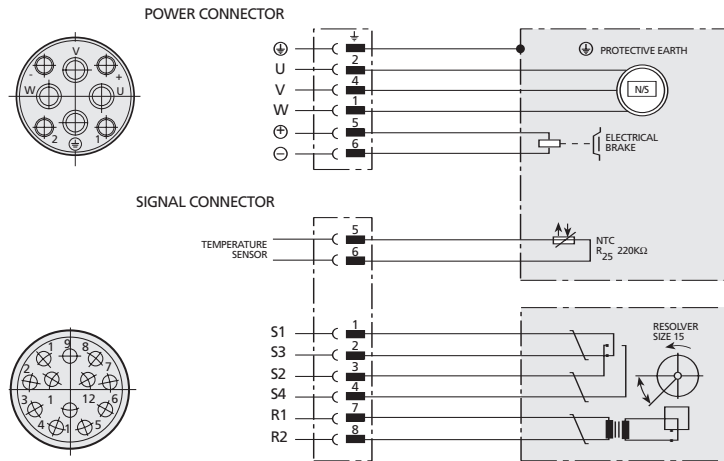 POWER CONNECTOR
V
-
+
W
U
2
1
U
V
W
+
−
2
4
1
5
6
PROTECTIVE EARTH
N/S
ELECTRICAL
BRAKE
SIGNAL CONNECTOR
TEMPERATURE
SENSOR
5
6
NTC
R25 220KΩ
1
9
8
2
7
3
1
12
6
4
1
5
S1
S3
S2
S4
R1
R2
1
2
3
4
7
8
RESOLVER
SIZE 15